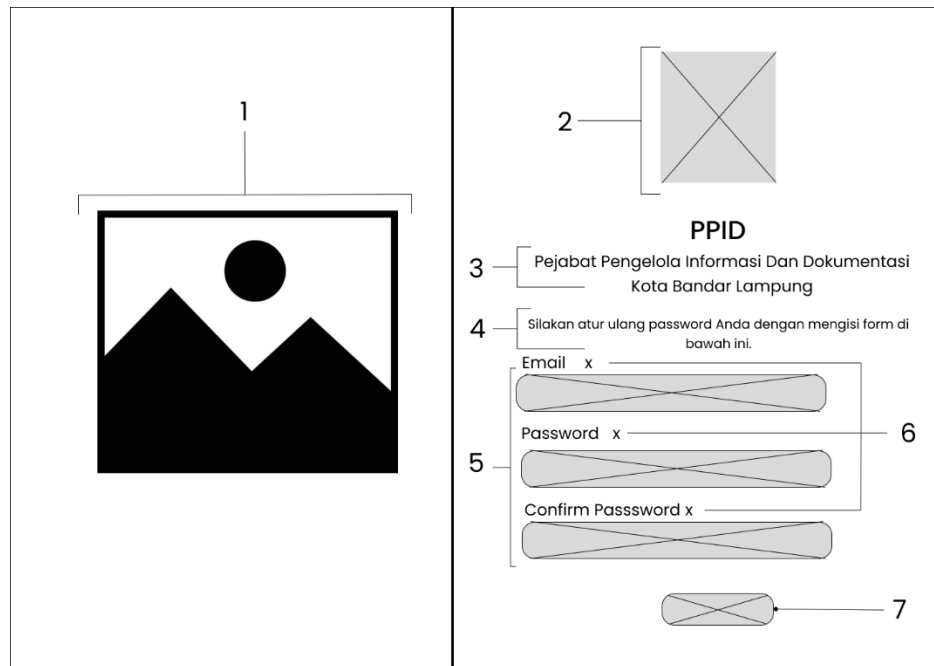 1
2
PPID
3
Pejabat Pengelola Informasi Dan Dokumentasi
Kota Bandar Lampung
4
Silakan atur ulang password Anda dengan mengisi form di
bawah ini.
Email x
Password x
6
5
Confirm Passsword x
7